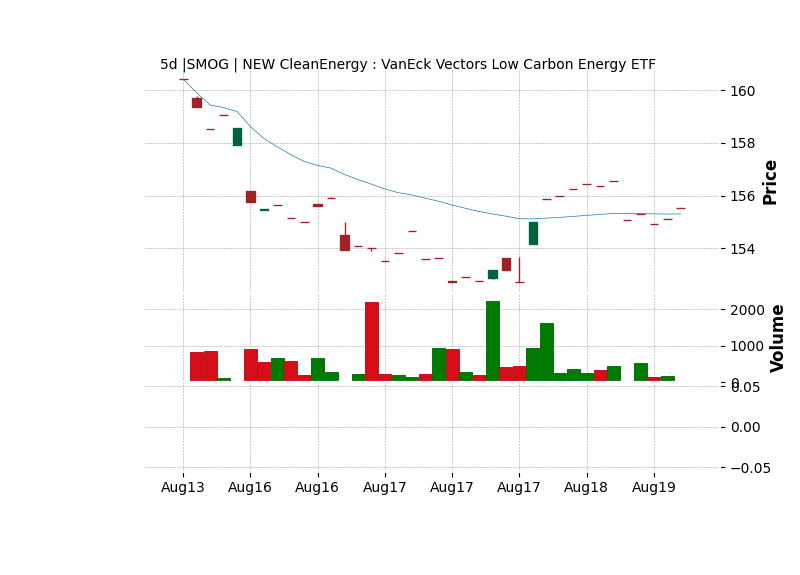 5d |SMOG | NEW CleanEnergy : VanEck Vectors Low Carbon Energy ETF
160
158
156
154
Price
2000
1000
0
Volume
0.05
0.00
−0.05
Aug13 Aug16 Aug16 Aug17 Aug17 Aug17 Aug18 Aug19